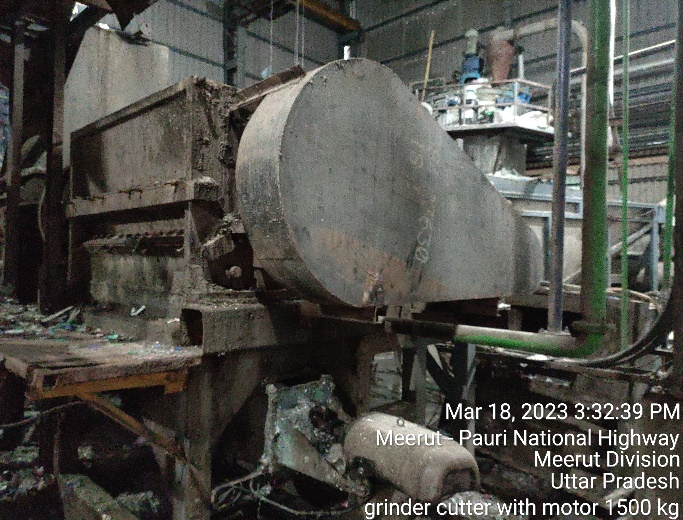 Mar 18, 2023 3:32:39 PM
Meerut - Pauri National Highway
Meerut Division
Uttar Pradesh
grinder cutter with motor 1500 kg